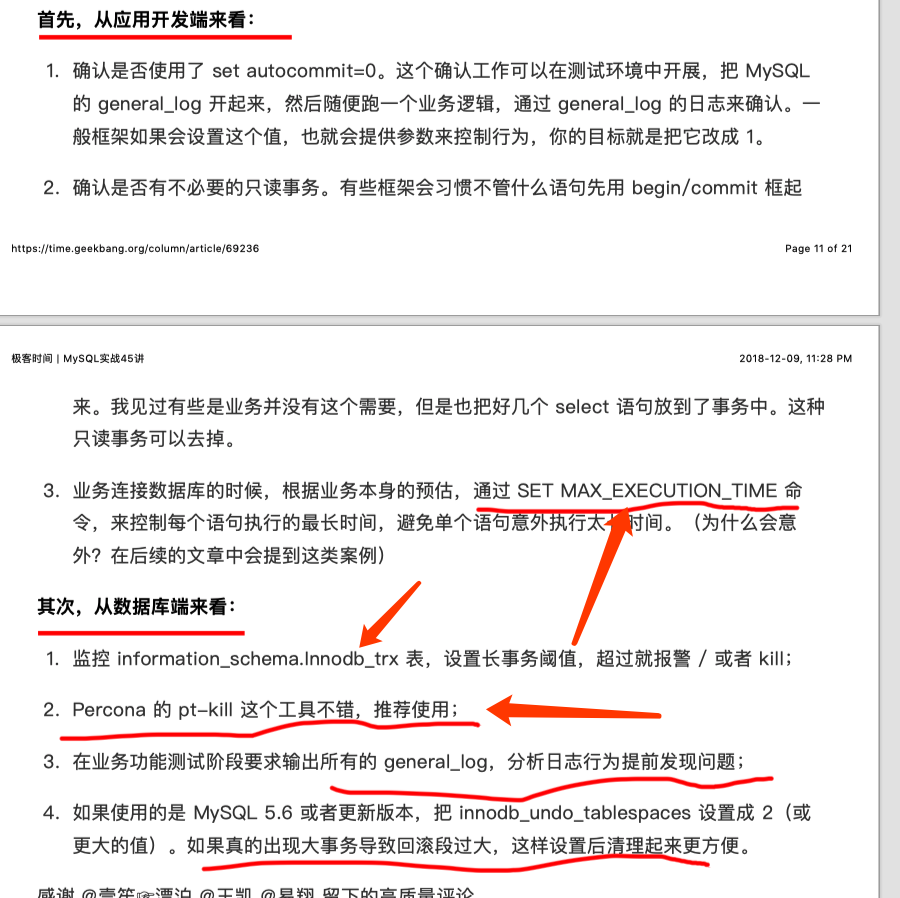 首先，从应用开发端来看：
1. 确认是否使用了 set autocommit=0。这个确认工作可以在测试环境中开展，把 MySQL
的 general_log 开起来，然后随便跑一个业务逻辑，通过 general_log 的日志来确认。一
般框架如果会设置这个值，也就会提供参数来控制行为，你的目标就是把它改成 1。
2. 确认是否有不必要的只读事务。有些框架会习惯不管什么语句先用 begin/commit 框起
https://time.geekbang.org/column/article/69236 Page 11 of 21
极客时间 | MySQL实战45讲 2018-12-09, 11:28 PM
来。我见过有些是业务并没有这个需要，但是也把好几个 select 语句放到了事务中。这种
只读事务可以去掉。
3. 业务连接数据库的时候，根据业务本身的预估，通过 SET MAX_EXECUTION_TIME 命
令，来控制每个语句执行的最长时间，避免单个语句意外执行太 时间。（为什么会意
外？在后续的文章中会提到这类案例）
其次，从数据库端来看：
1. 监控 information_schema.Innodb_trx 表，设置长事务阈值，超过就报警 / 或者 kill；
2. Percona 的 pt-kill 这个工具不错，推荐使用；
3. 在业务功能测试阶段要求输出所有的 general_log，分析日志行为提前发现问题；
4. 如果使用的是 MySQL 5.6 或者更新版本，把 innodb_undo_tablespaces 设置成 2（或
更大的值）。如果真的出现大事务导致回滚段过大，这样设置后清理起来更方便。
感谢 @壹笙☞漂泊 @王凯 @易翔 留下的高质量评论